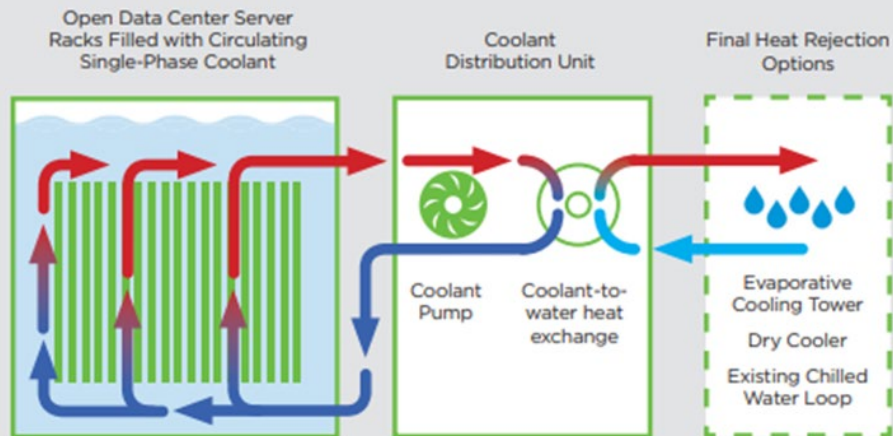 Open Data Center Server
Racks Filled with Circulating
Single-Phase Coolant
Coolant
Distribution Unit
Final Heat Rejection
Options
Coolant
Pump
Coolant-to-
water heat
exchange
Evaporative
Cooling Tower
Dry Cooler
Existing Chilled
Water Loop